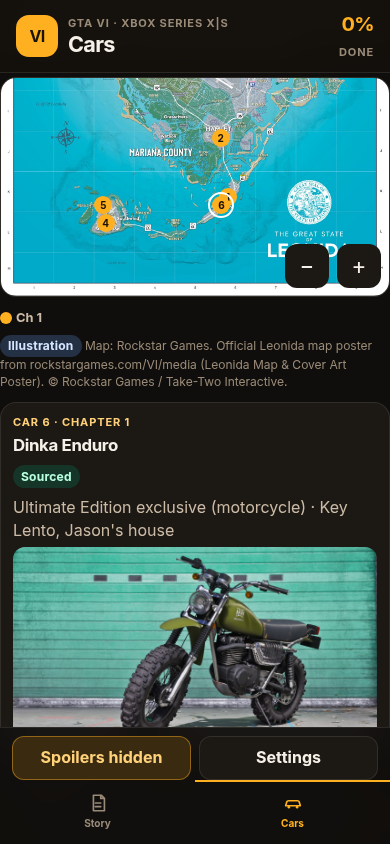 VI
GTA VI · XBOX SERIES X|S
Cars
0%
DONE
2
MARIANA COUNTY
5
6
4
THE GREAT STATE
OF
− +
Ch 1
Illustration Map: Rockstar Games. Official Leonida map poster
from rockstargames.com/VI/media (Leonida Map & Cover Art
Poster). © Rockstar Games / Take-Two Interactive.
CAR 6 · CHAPTER 1
Dinka Enduro
Sourced
Ultimate Edition exclusive (motorcycle) · Key
Lento, Jason's house
Spoilers hidden
Settings
Story
Cars